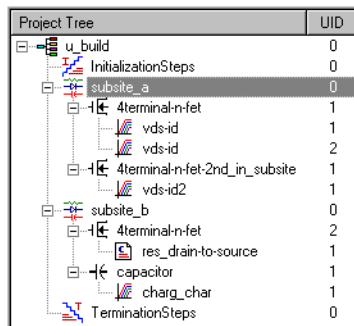 Project Tree UID
u_build 0
InitializationSteps 0
subsite_a 0
4terminal-n-fet 1
vds-id 1
vds-id 2
4terminal-n-fet-2nd_in_subsite 1
vds-id2 1
subsite_b 0
4terminal-n-fet 2
res_drain-to-source 1
capacitor 1
charg_char 1
TerminationSteps 0